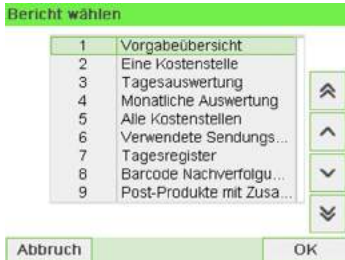 Bericht wählen
1 Vorgabeübersicht
2 Eine Kostenstelle
3 Tagesauswertung
4 Monatliche Auswertung
5 Alle Kostenstellen
6 Verwendete Sendungs...
7 Tagesregister
8 Barcode Nachverfolgu...
9 Post-Produkte mit Zusa...
Abbruch OK